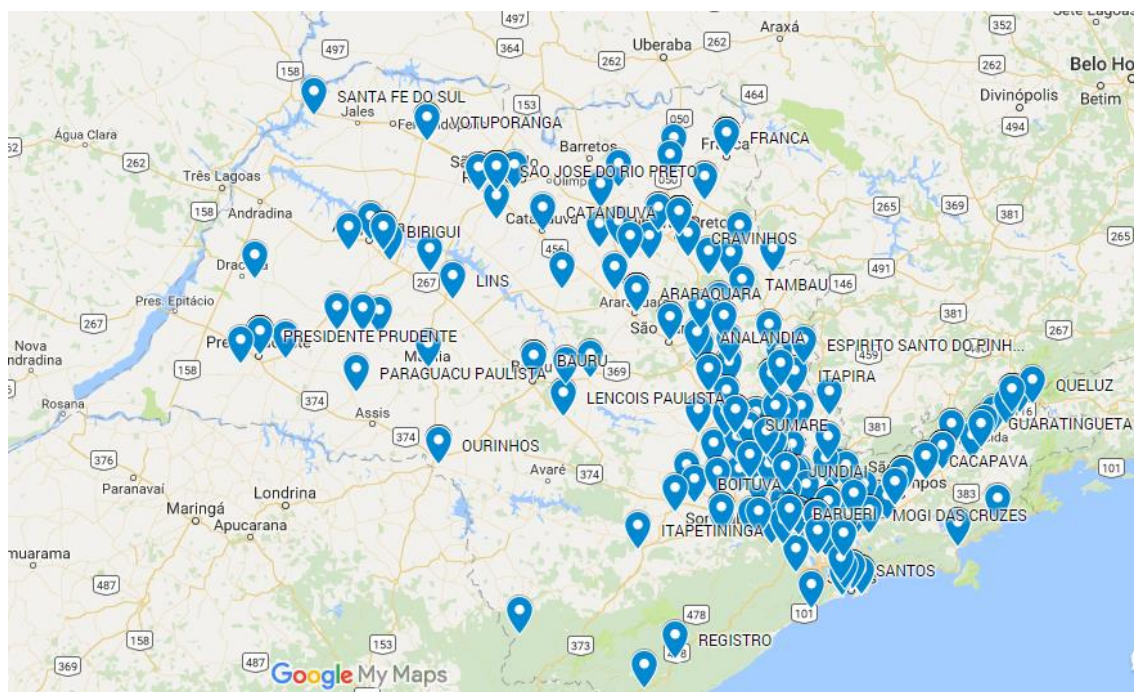 497
352
Sete Lagoas
Araxá
497
364
262
Uberaba
262
Belo Ho
158
262
Divinópolis
Betim
SANTA FE DO SUL
153
464
Jales
VOTUPORANGA
050
FRANCA
494
Água Clara
Barretos
262
Três Lagoas
SAO JOSE DO RIO PRETO
050
158
Andradina
265
369
381
CATANDUVA
Preto
265
BIRIGUI
CRAVINHOS
456
491
Dracena
Pres. Epitácio
267
LINS
TAMBAU
146
ARARAQUARA
267
381
Nova
PRESIDENTE PRUDENTE
ANALANDIA
267
Andradina
ESPIRITO SANTO DO PINH...
459
158
BAURU
369
PARAGUACU PAULISTA
ITAPIRA
QUELUZ
LENCOIS PAULISTA
Rosana
374
Assis
SUMARE
381
GUARATINGUETA
374
OURINHOS
CACAPAVA
376
Avaré
374
JUNDIAI
101
Paranavaí
Londrina
BOITUVA
383
Maringá
BARUERI
MOGI DAS CRUZES
Apucarana
ITAPETININGA
muarama
487
SANTOS
478
101
158
REGISTRO
153
373
478
369
487
Google My Maps